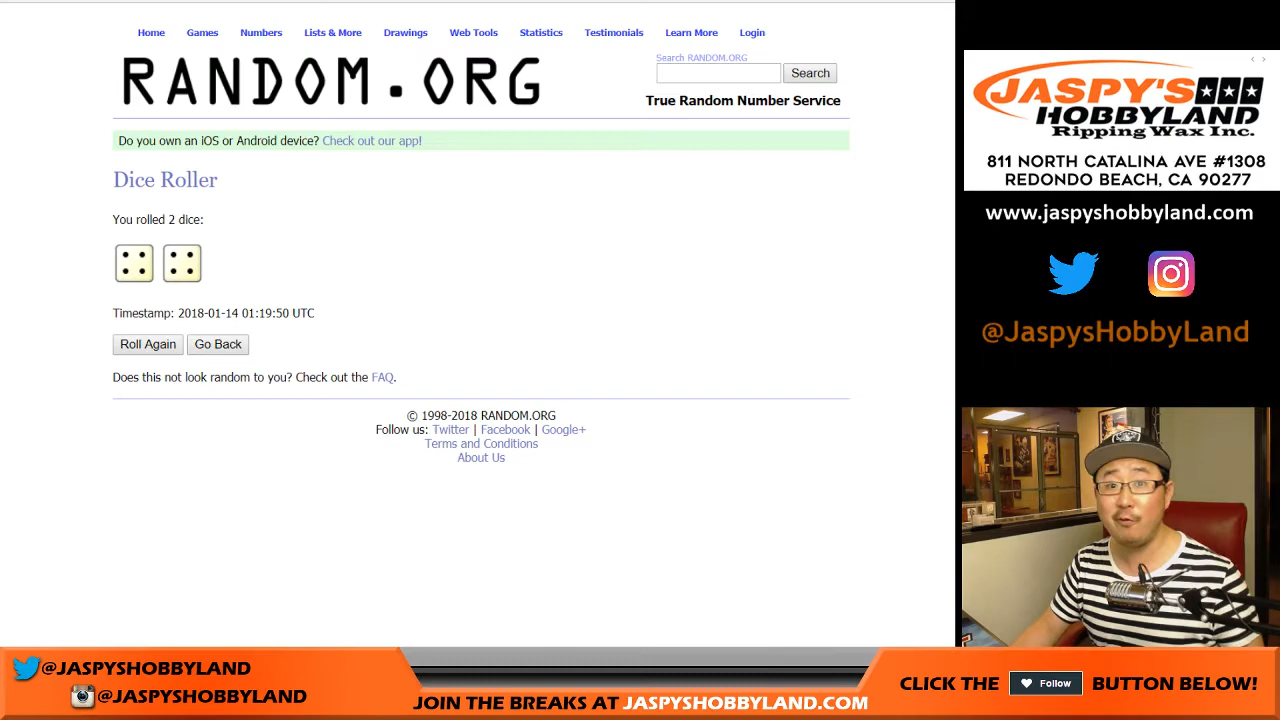 Home Games Numbers Lists & More Drawings Web Tools Statistics Testimonials Learn More Login
RANDOM.ORG
Search RANDOM.ORG
Search
True Random Number Service
Do you own an iOS or Android device? Check out our app!
Dice Roller
You rolled 2 dice:
Timestamp: 2018-01-14 01:19:50 UTC
Roll Again Go Back
Does this not look random to you? Check out the FAQ.
© 1998-2018 RANDOM.ORG
Follow us: Twitter | Facebook | Google+
Terms and Conditions
About Us
JASPY'S
HOBBYLAND
Ripping Wax Inc.
811 NORTH CATALINA AVE #1308
REDONDO BEACH, CA 90277
www.jaspyshobbyland.com
@JaspysHobbyLand
@JASPYSHOBBYLAND
@JASPYSHOBBYLAND
JOIN THE BREAKS AT JASPYSHOBBYLAND.COM
CLICK THE Follow BUTTON BELOW!